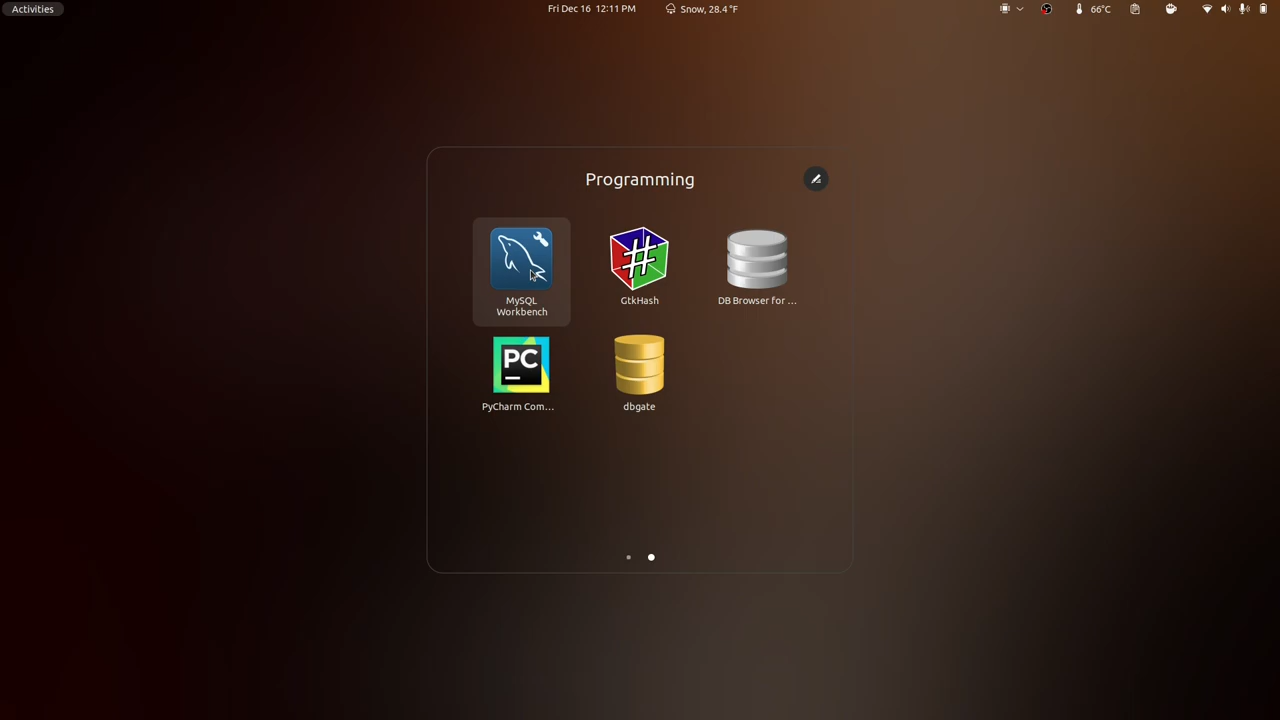 Activities
Fri Dec 16 12:11 PM
Snow, 28.4 °F
66°C
Programming
MySQL
Workbench
GtkHash
DB Browser for ...
PC
PyCharm Com...
dbgate